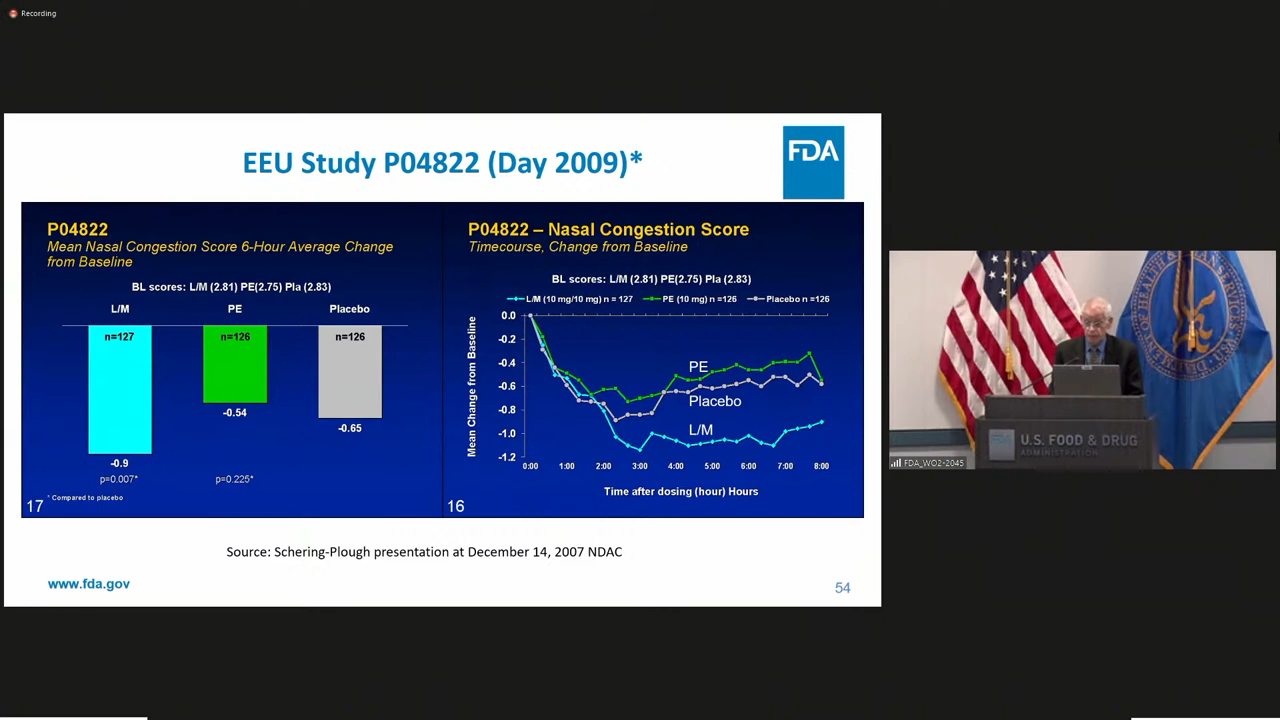 Recording
EEU Study P04822 (Day 2009)*
FDA
P04822
Mean Nasal Congestion Score 6-Hour Average Change
from Baseline
BL scores: L/M (2.81) PE(2.75) Pla (2.83)
L/M PE Placebo
n=127 n=126 n=126
-0.9 -0.54 -0.65
p=0.007* p=0.225*
* Compared to placebo
17
P04822 – Nasal Congestion Score
Timecourse, Change from Baseline
BL scores: L/M (2.81) PE(2.75) Pla (2.83)
L/M (10 mg/10 mg) n = 127 PE (10 mg) n =126 Placebo n =126
Mean Change from Baseline
0.0
-0.2
-0.4
-0.6
-0.8
-1.0
-1.2
PE
Placebo
L/M
0:00 1:00 2:00 3:00 4:00 5:00 6:00 7:00 8:00
Time after dosing (hour) Hours
16
Source: Schering-Plough presentation at December 14, 2007 NDAC
www.fda.gov
54
U.S. FOOD & DRUG
ADMINISTRATION
FDA_WO2-2045